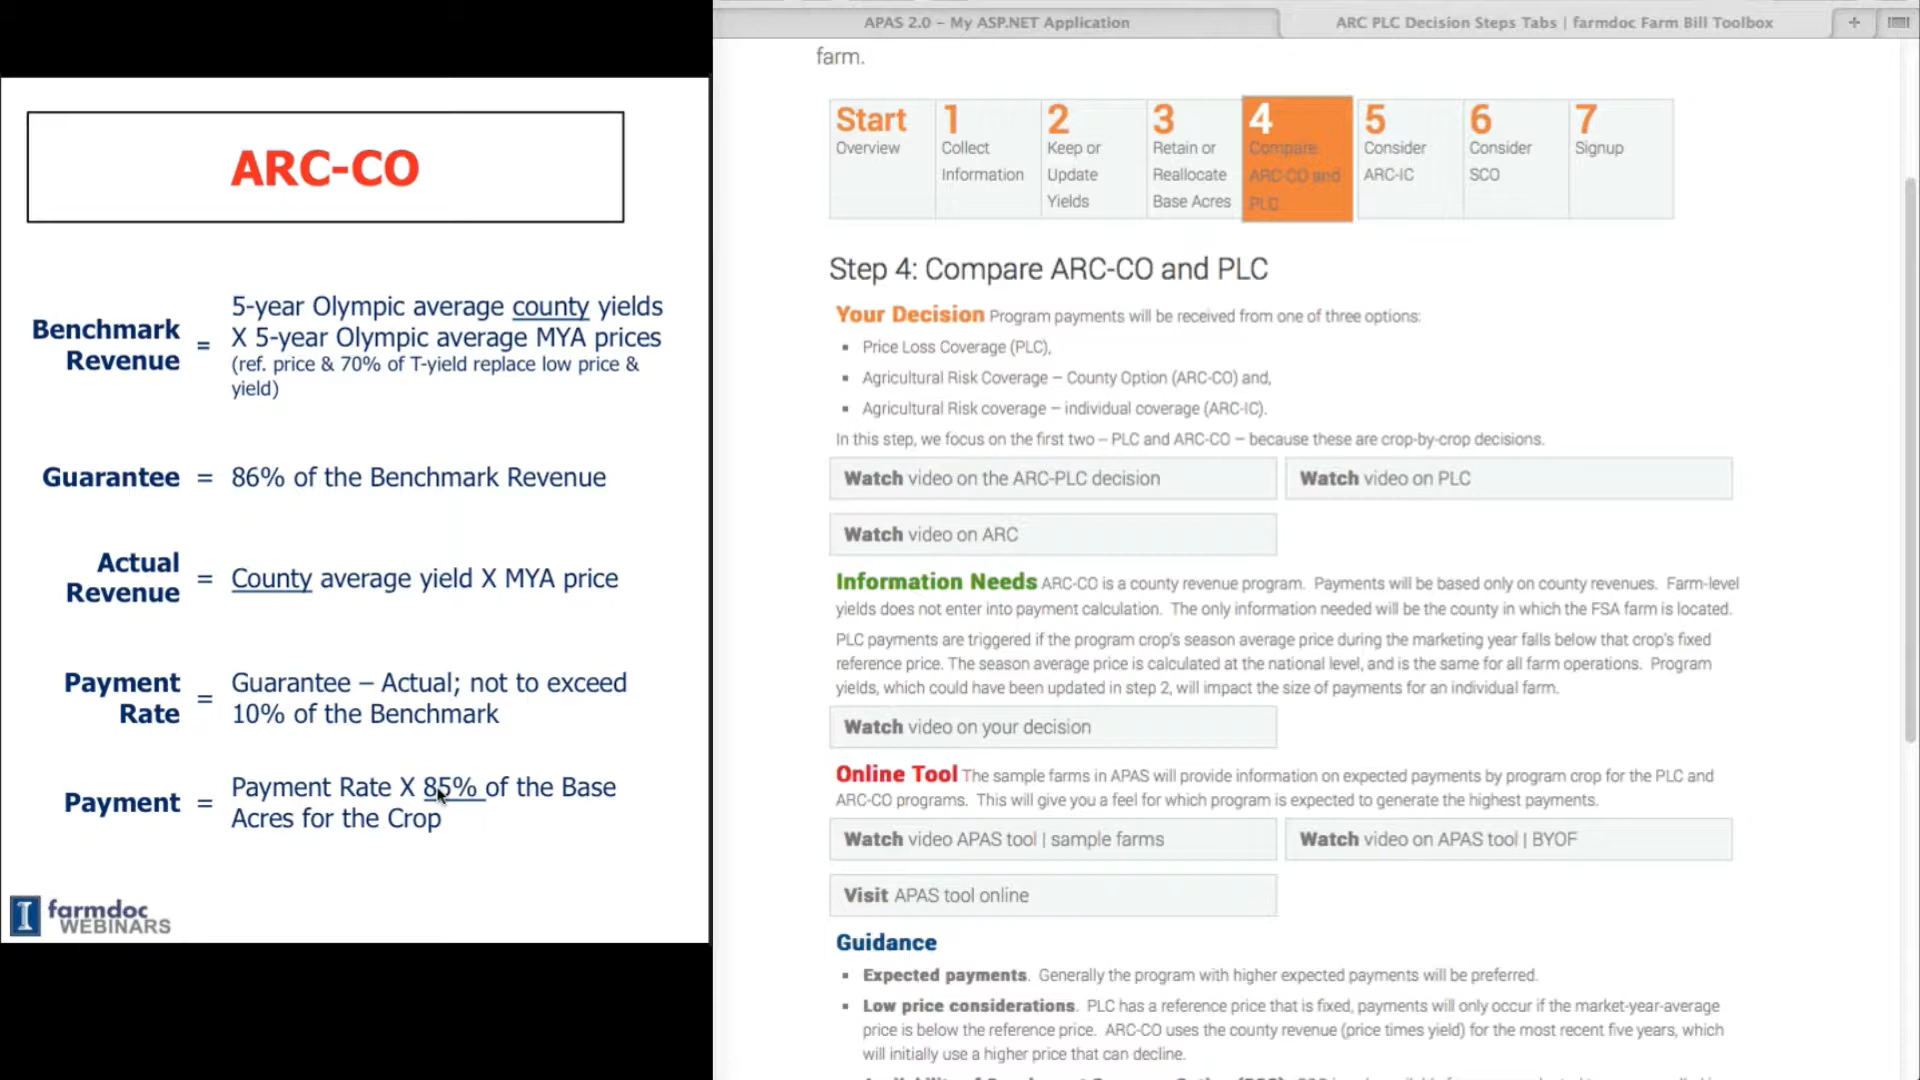 ARC-CO
Benchmark Revenue = 5-year Olympic average county yields
X 5-year Olympic average MYA prices
(ref. price & 70% of T-yield replace low price &
yield)
Guarantee = 86% of the Benchmark Revenue
Actual Revenue = County average yield X MYA price
Payment Rate = Guarantee – Actual; not to exceed
10% of the Benchmark
Payment = Payment Rate X 85% of the Base
Acres for the Crop
I farmdoc
WEBINARS
APAS 2.0 – My ASP.NET Application
ARC PLC Decision Steps Tabs | farmdoc Farm Bill Toolbox
+
farm.
Start
Overview
1
Collect
Information
2
Keep or
Update
Yields
3
Retain or
Reallocate
Base Acres
4
Compare
ARC-CO and
PLC
5
Consider
ARC-IC
6
Consider
SCO
7
Signup
Step 4: Compare ARC-CO and PLC
Your Decision Program payments will be received from one of three options:
Price Loss Coverage (PLC),
Agricultural Risk Coverage – County Option (ARC-CO) and,
Agricultural Risk coverage – individual coverage (ARC-IC).
In this step, we focus on the first two – PLC and ARC-CO – because these are crop-by-crop decisions.
Watch video on the ARC-PLC decision
Watch video on PLC
Watch video on ARC
Information Needs ARC-CO is a county revenue program. Payments will be based only on county revenues. Farm-level
yields does not enter into payment calculation. The only information needed will be the county in which the FSA farm is located.
PLC payments are triggered if the program crop's season average price during the marketing year falls below that crop's fixed
reference price. The season average price is calculated at the national level, and is the same for all farm operations. Program
yields, which could have been updated in step 2, will impact the size of payments for an individual farm.
Watch video on your decision
Online Tool The sample farms in APAS will provide information on expected payments by program crop for the PLC and
ARC-CO programs. This will give you a feel for which program is expected to generate the highest payments.
Watch video APAS tool | sample farms
Watch video on APAS tool | BYOF
Visit APAS tool online
Guidance
Expected payments. Generally the program with higher expected payments will be preferred.
Low price considerations. PLC has a reference price that is fixed, payments will only occur if the market-year-average
price is below the reference price. ARC-CO uses the county revenue (price times yield) for the most recent five years, which
will initially use a higher price that can decline.